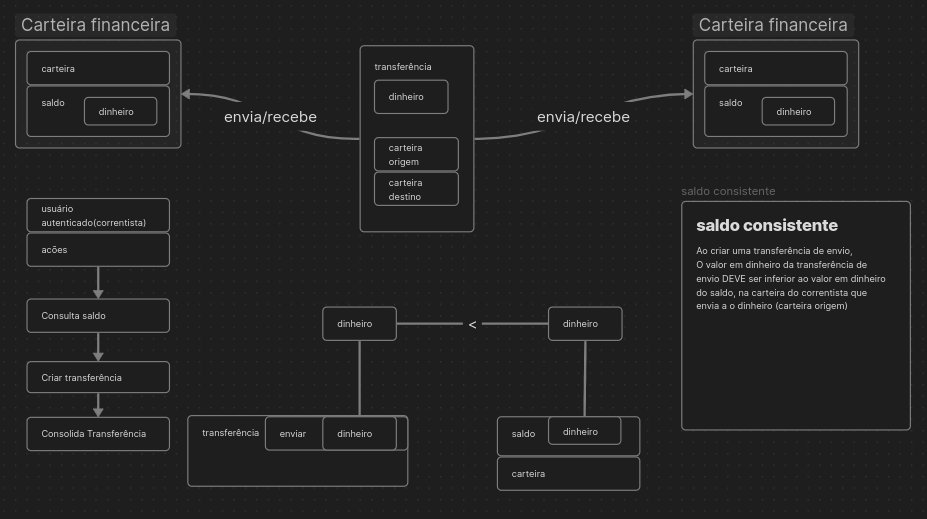 Carteira financeira
carteira
saldo
dinheiro
envia/recebe
transferência
dinheiro
carteira
origem
carteira
destino
envia/recebe
Carteira financeira
carteira
saldo
dinheiro
usuário
autenticado(correntista)
acões
Consulta saldo
Criar transferência
Consolida Transferência
dinheiro
<
dinheiro
transferência
enviar
dinheiro
saldo
dinheiro
carteira
saldo consistente
saldo consistente
Ao criar uma transferência de envio,
O valor em dinheiro da transferência de
envio DEVE ser inferior ao valor em dinheiro
do saldo, na carteira do correntista que
envia a o dinheiro (carteira origem)